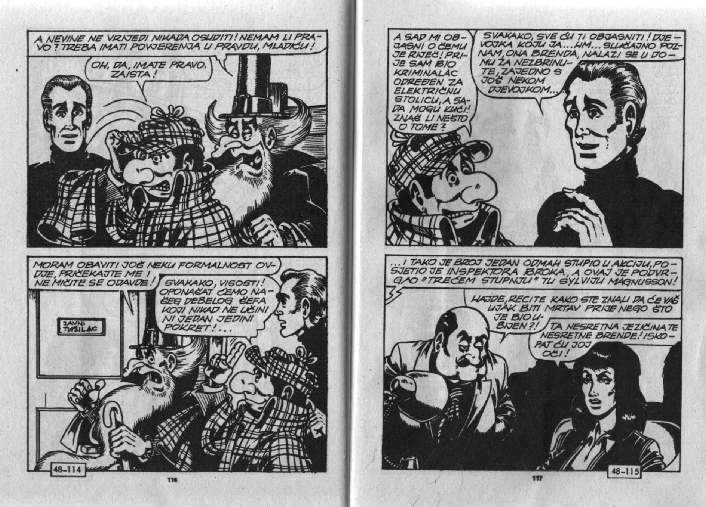 A NEVINE NE VRIJEDI NIKADA OSUDITI! NEMAM LI PRA-
VO? TREBA IMATI POVJERENJA U PRAVDU, MLADIĆU!
OH, DA, IMATE PRAVO.
ZAISTA!
MORAM OBAVITI JOŠ NEKU FORMALNOST OV-
DJE, PRIČEKAJTE ME I
NE MIČITE SE ODAVDE!
SVAKAKO, VISOSTI!
OPONAŠAT ĆEMO NA-
ŠEG DEBELOG ŠEFA
KOJI NIKAD NE UČINI
NI JEDAN JEDINI
POKRET!...
JAVNI
TUŽILAC
48-114
116
A SAD MI OB-
JASNI O ČEMU
JE RIJEČ! PRI-
JE SAM BIO
KRIMINALAC
ODREĐEN ZA
ELEKTRIČNU
STOLICU, A SA-
DA MOGU KUĆI!
ZNAŠ LI NEŠTO
O TOME?
SVAKAKO, SVE ĆU TI OBJASNITI! DJE-
VOJKA KOJU JA...HM...SLUČAJNO POZ-
NAM, ONA BRENDA, NALAZI SE U DO-
MU ZA NEZBRINU-
TE, ZAJEDNO S
JOŠ NEKOM
DJEVOJKOM...
...I TAKO JE BROJ JEDAN ODMAH STUPIO U AKCIJU, PO-
SJETIO JE INSPEKTORA BROKA, A OVAJ JE PODVR-
GAO "TREĆEM STUPNJU" TU SYLVIJU MAGNUSSON!
HAJDE, RECITE KAKO STE ZNALI DA ĆE VAŠ
UJAK BITI MRTAV PRIJE NEGO ŠTO
JE BIO U-
BIJEN?!
TA NESRETNA JEZIČINA TE
NESRETNE BRENDE! ISKO-
PAT ĆU JOJ
OČI!
117
48-115